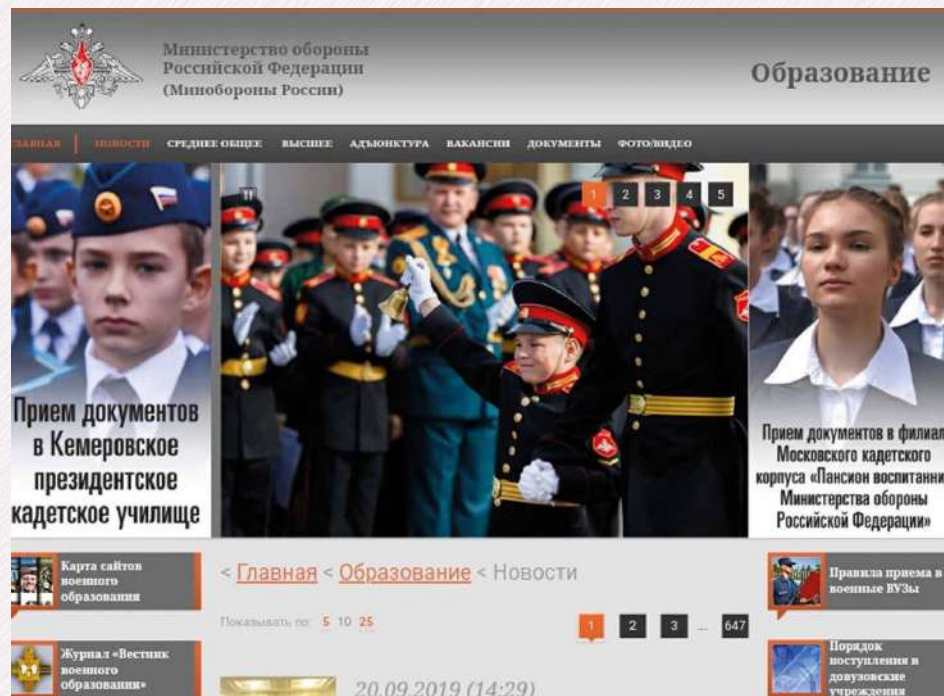 Министерство обороны
Российской Федерации
(Минобороны России)
Образование
ГЛАВНАЯ | НОВОСТИ СРЕДНЕЕ ОБЩЕЕ ВЫСШЕЕ АДЪЮНКТУРА ВАКАНСИИ ДОКУМЕНТЫ ФОТО/ВИДЕО
1 2 3 4 5
Прием документов
в Кемеровское
президентское
кадетское училище
Прием документов в филиал
Московского кадетского
корпуса «Пансион воспитанни
Министерства обороны
Российской Федерации»
Карта сайтов
военного
образования
< Главная < Образование < Новости
Правила приема в
военные ВУЗы
Показывать по: 5 10 25
1 2 3 ... 647
Журнал «Вестник
военного
образования»
20.09.2019 (14:29)
Порядок
поступления в
довузовские
учреждения